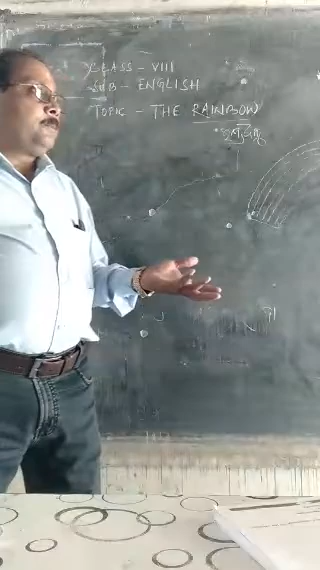 CLASS - VIII
SUB - ENGLISH
TOPIC - THE RAINBOW